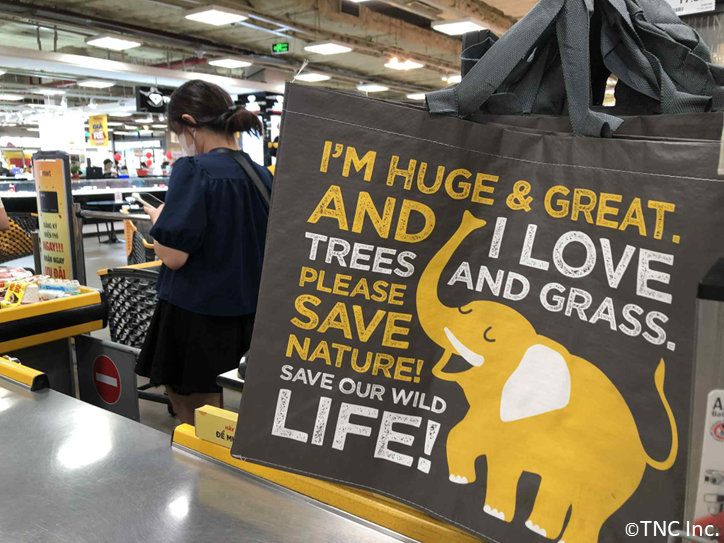 I'M HUGE & GREAT.
AND I LOVE
TREES AND GRASS.
PLEASE
SAVE
NATURE!
SAVE OUR WILD
LIFE!
NGAY!!!
©TNC Inc.